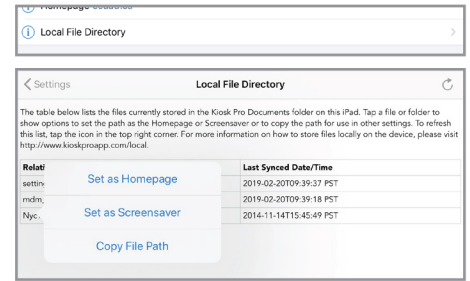 Homepage
Local File Directory
Settings
Local File Directory
The table below lists the files currently stored in the Kiosk Pro Documents folder on this iPad. Tap a file or folder to
show options to set the path as the Homepage or Screensaver or to copy the path for use in other settings. To refresh
this list, tap the icon in the top right corner. For more information on how to store files locally on the device, please visit
http://www.kioskproapp.com/local.
Relati Last Synced Date/Time
settin 2019-02-20T09:39:37 PST
mdm_ 2019-02-20T09:39:18 PST
Nyc. 2014-11-14T15:45:49 PST
Set as Homepage
Set as Screensaver
Copy File Path